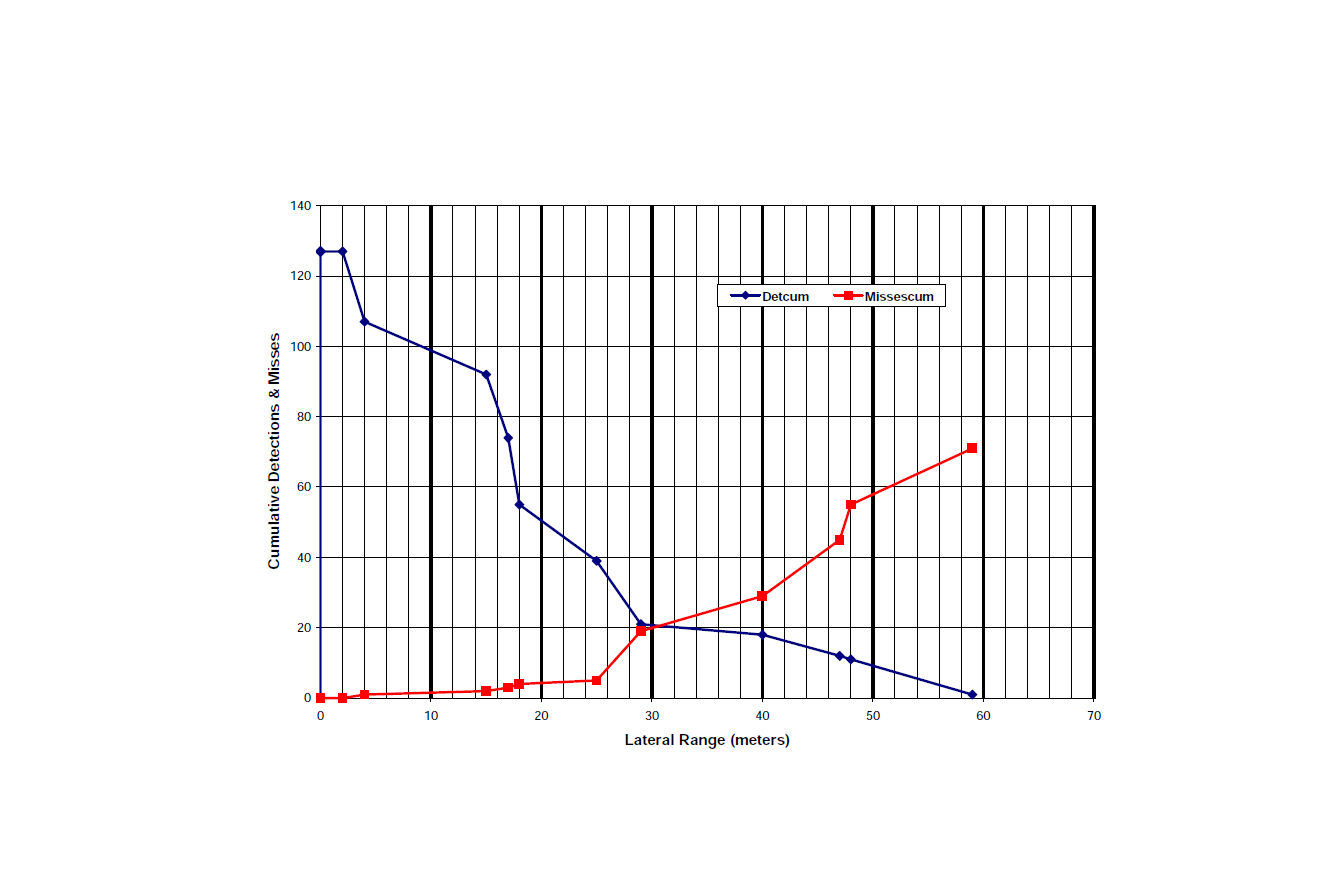 140
120
100
80
60
40
20
0
Cumulative Detections & Misses
Detcum Missescum
0 10 20 30 40 50 60 70
Lateral Range (meters)